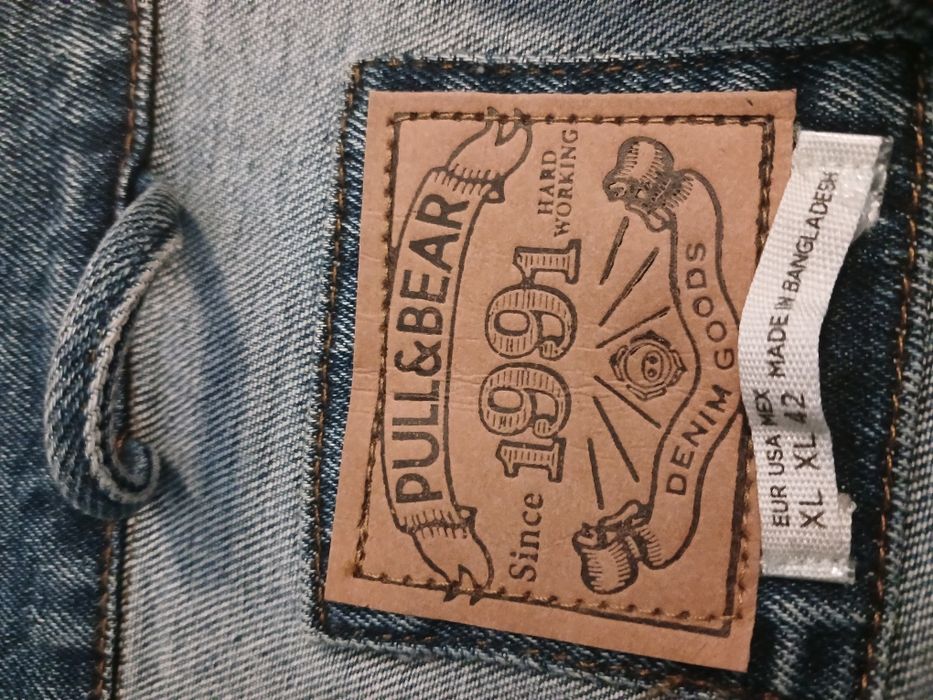 PULL&BEAR
Since 1991 HARD
WORKING
DENIM GOODS
EUR USA MEX MADE IN BANGLADESH
XL XL 42